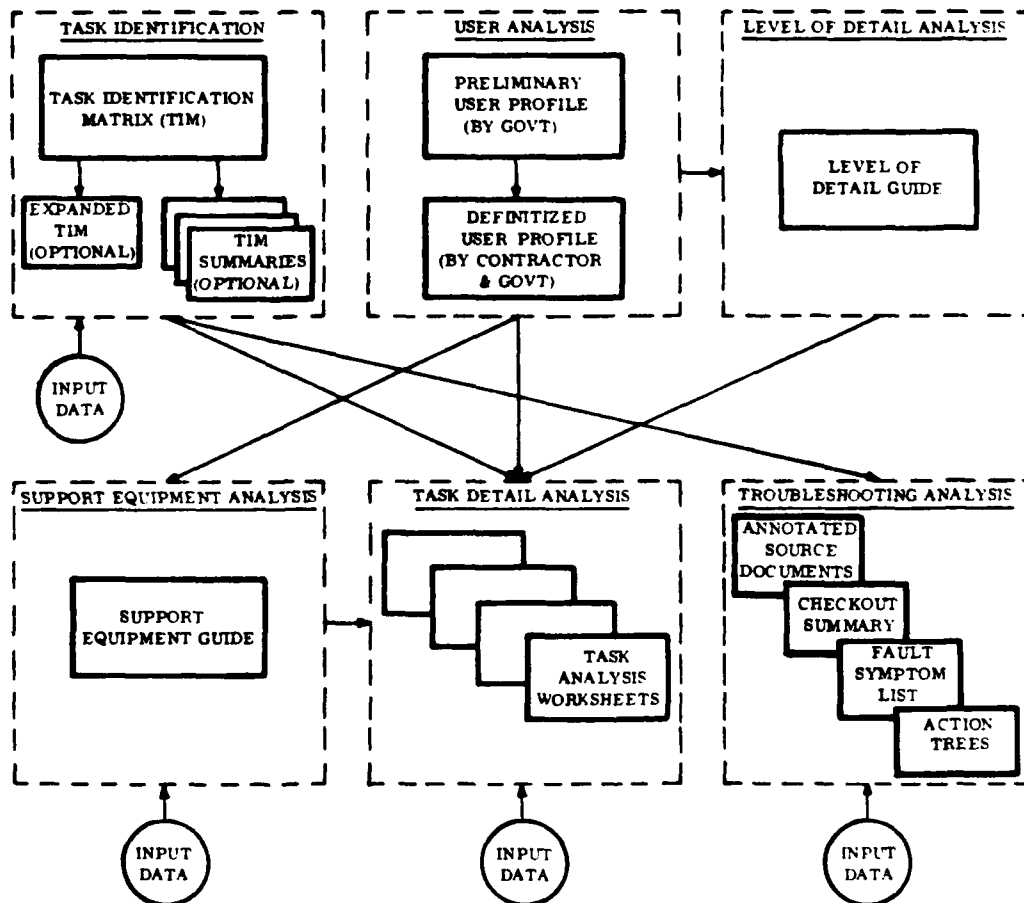 TASK IDENTIFICATION
TASK IDENTIFICATION
MATRIX (TIM)
EXPANDED
TIM
(OPTIONAL)
TIM
SUMMARIES
(OPTIONAL)
INPUT
DATA
USER ANALYSIS
PRELIMINARY
USER PROFILE
(BY GOVT)
DEFINITIZED
USER PROFILE
(BY CONTRACTOR
& GOVT)
LEVEL OF DETAIL ANALYSIS
LEVEL OF
DETAIL GUIDE
SUPPORT EQUIPMENT ANALYSIS
SUPPORT
EQUIPMENT GUIDE
INPUT
DATA
TASK DETAIL ANALYSIS
TASK
ANALYSIS
WORKSHEETS
INPUT
DATA
TROUBLESHOOTING ANALYSIS
ANNOTATED
SOURCE
DOCUMENTS
CHECKOUT
SUMMARY
FAULT
SYMPTOM
LIST
ACTION
TREES
INPUT
DATA